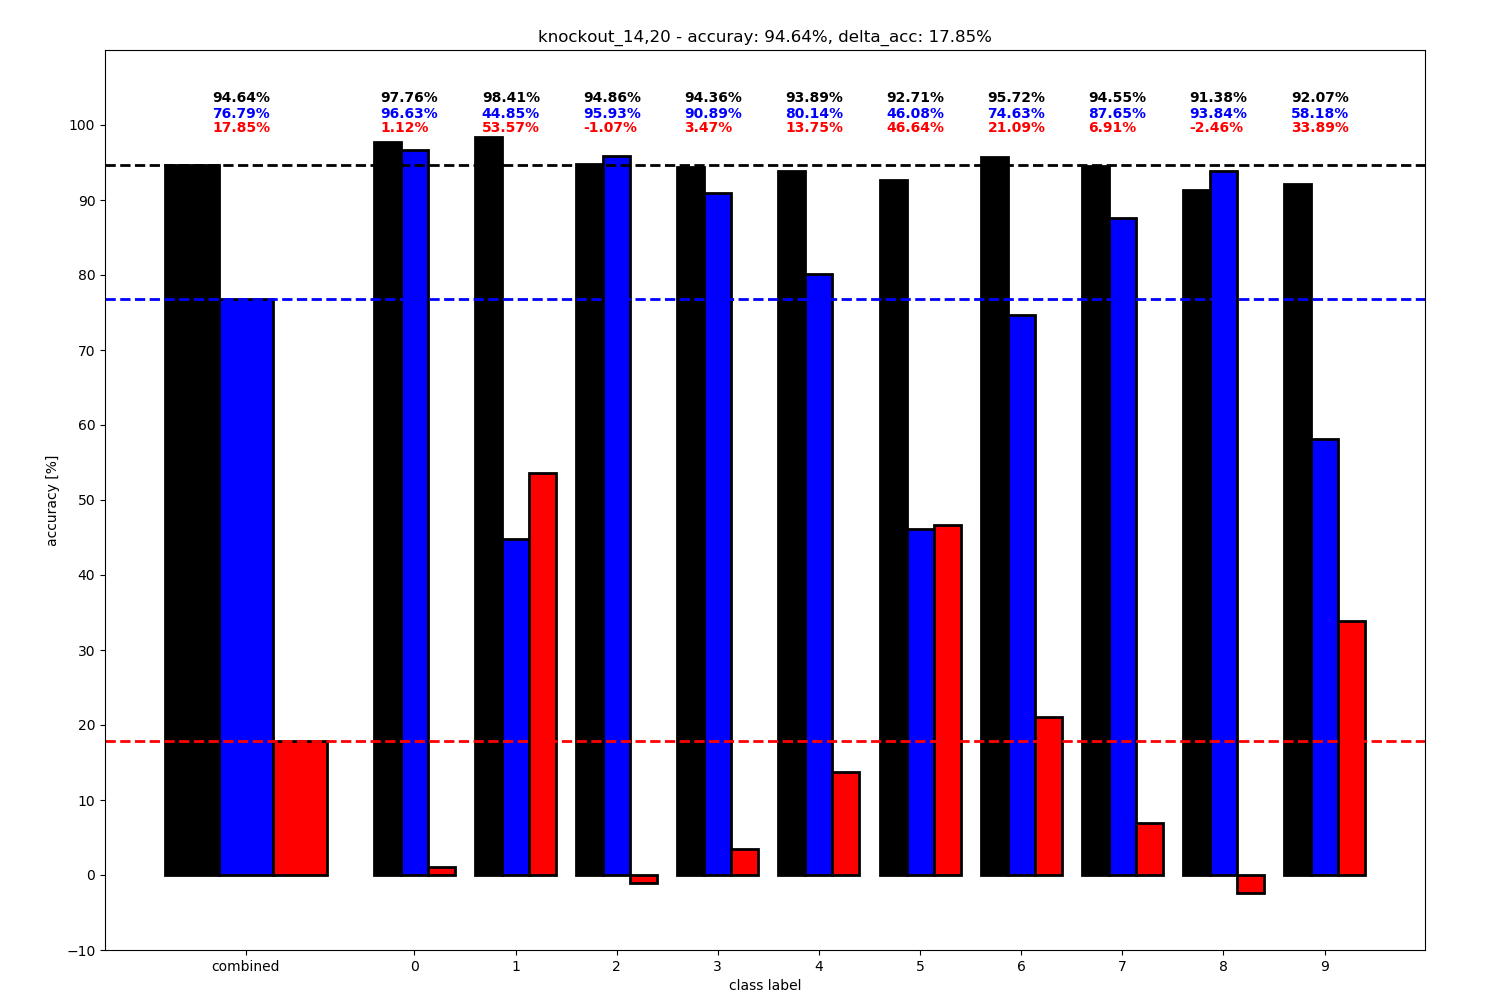 knockout_14,20 - accuray: 94.64%, delta_acc: 17.85%
94.64% 97.76% 98.41% 94.86% 94.36% 93.89% 92.71% 95.72% 94.55% 91.38% 92.07%
76.79% 96.63% 44.85% 95.93% 90.89% 80.14% 46.08% 74.63% 87.65% 93.84% 58.18%
17.85% 1.12% 53.57% -1.07% 3.47% 13.75% 46.64% 21.09% 6.91% -2.46% 33.89%
100
90
80
70
60
50
40
30
20
10
0
−10
accuracy [%]
combined 0 1 2 3 4 5 6 7 8 9
class label